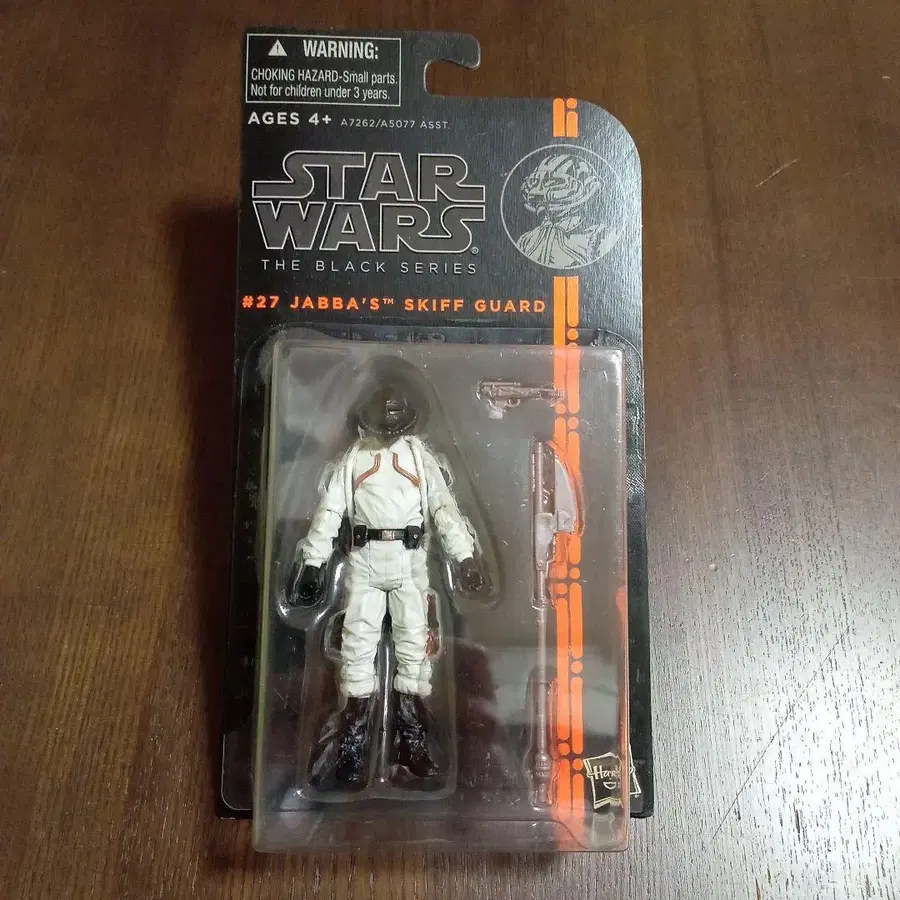 WARNING:
CHOKING HAZARD-Small parts.
Not for children under 3 years.
AGES 4+ A7262/A5077 ASST.
STAR
WARS®
THE BLACK SERIES
#27 JABBA'S™ SKIFF GUARD